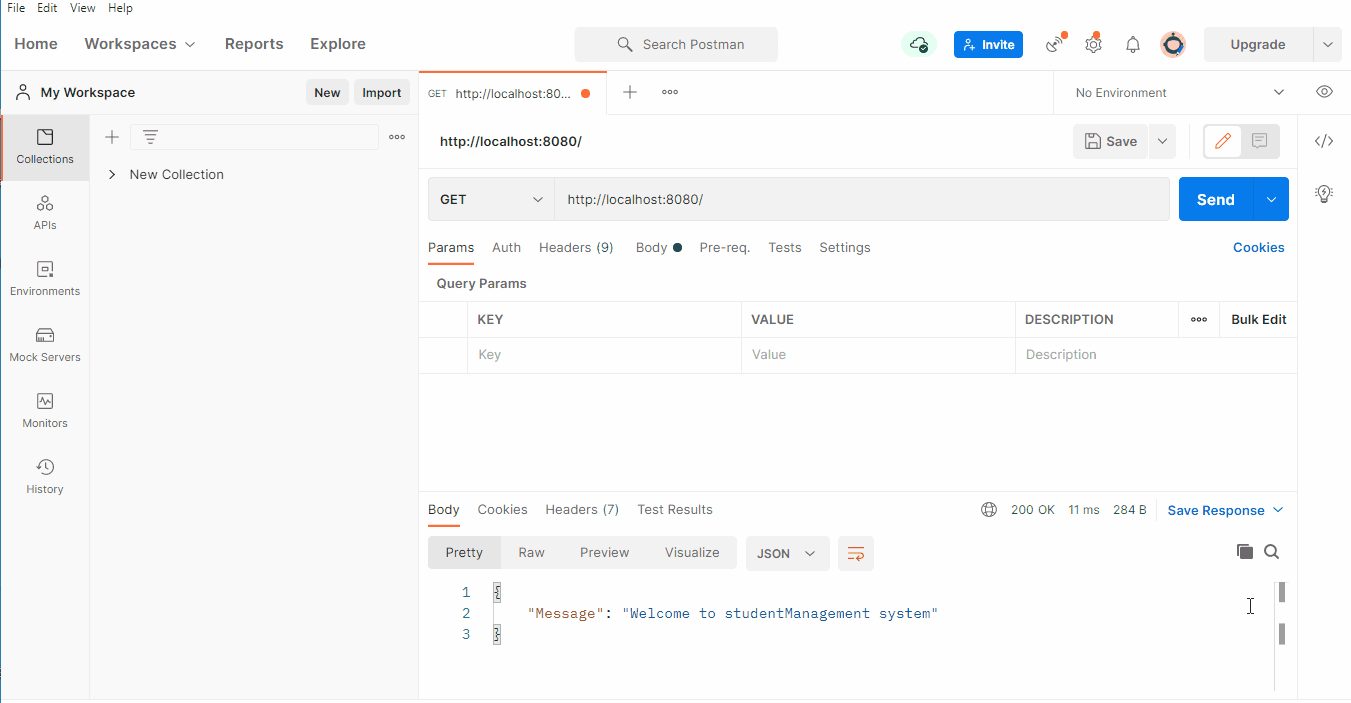 File Edit View Help
Home Workspaces Reports Explore Search Postman Invite Upgrade
My Workspace New Import GET http://localhost:80... No Environment
Collections
APIs
Environments
Mock Servers
Monitors
History
New Collection
http://localhost:8080/ Save
GET http://localhost:8080/ Send
Params Auth Headers (9) Body Pre-req. Tests Settings Cookies
Query Params
KEY VALUE DESCRIPTION Bulk Edit
Key Value Description
Body Cookies Headers (7) Test Results 200 OK 11 ms 284 B Save Response
Pretty Raw Preview Visualize JSON
1 {
2 "Message": "Welcome to studentManagement system"
3 }